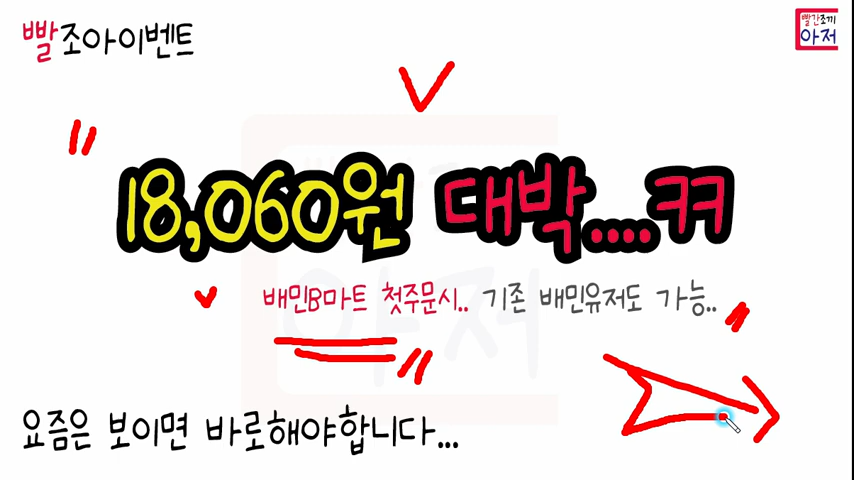 빨조아이벤트
빨간조끼
아저
18,060원 대박....ㅋㅋ
배민B마트 첫주문시.. 기존 배민유저도 가능..
요즘은 보이면 바로해야합니다...